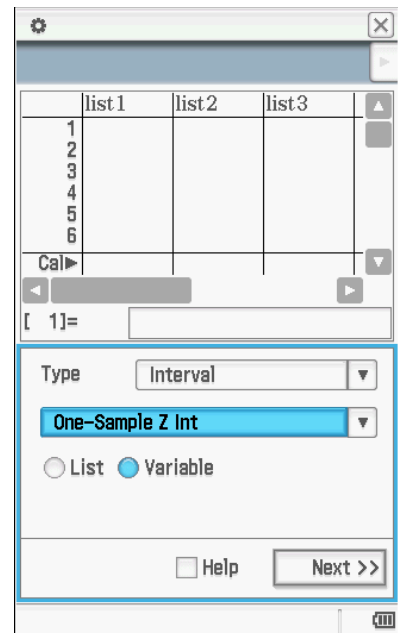 list1 list2 list3
1
2
3
4
5
6
Cal▶
[ 1]=
Type Interval
One-Sample Z Int
List Variable
Help Next >>